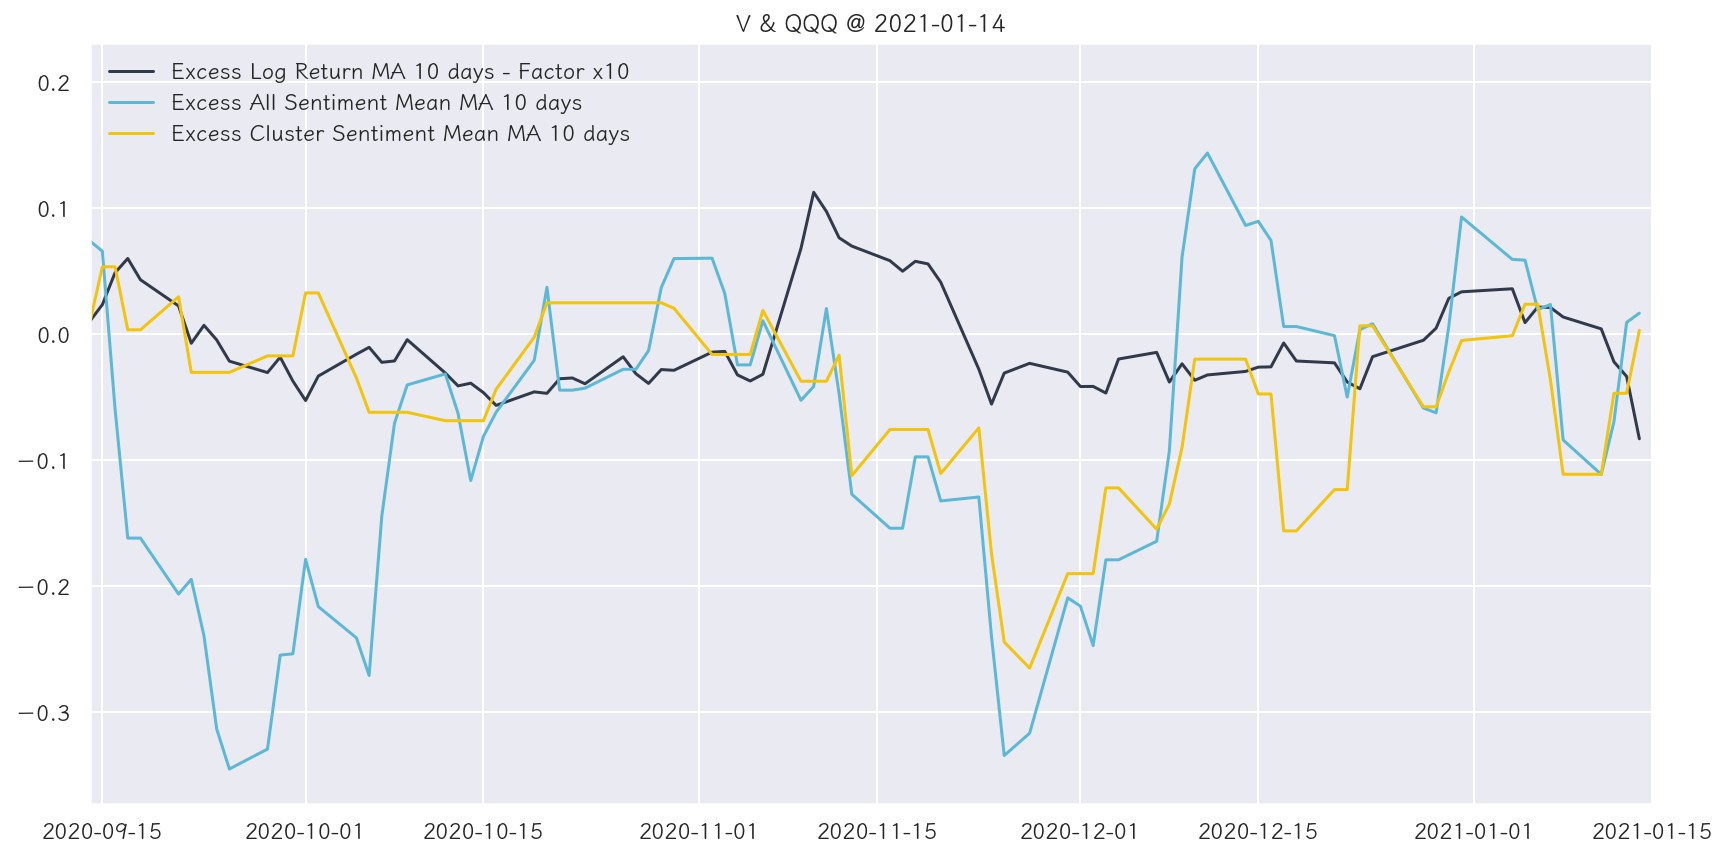 V & QQQ @ 2021-01-14
Excess Log Return MA 10 days - Factor x10
Excess All Sentiment Mean MA 10 days
Excess Cluster Sentiment Mean MA 10 days
0.2
0.1
0.0
−0.1
−0.2
−0.3
2020-09-15 2020-10-01 2020-10-15 2020-11-01 2020-11-15 2020-12-01 2020-12-15 2021-01-01 2021-01-15